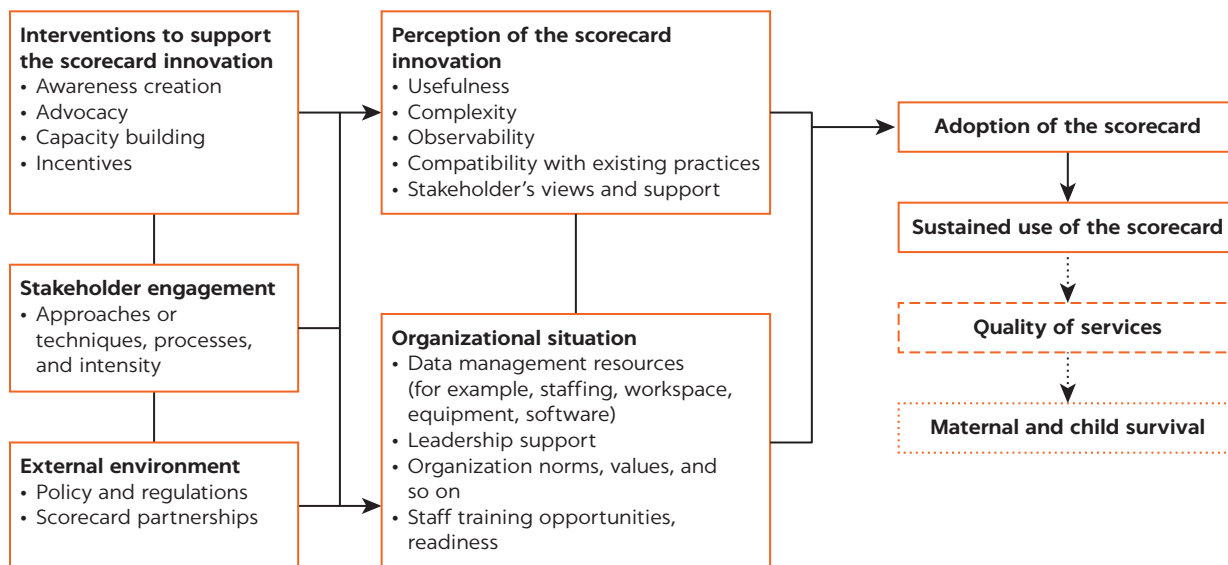 Interventions to support
the scorecard innovation
• Awareness creation
• Advocacy
• Capacity building
• Incentives
Stakeholder engagement
• Approaches or
techniques, processes,
and intensity
External environment
• Policy and regulations
• Scorecard partnerships
Perception of the scorecard
innovation
• Usefulness
• Complexity
• Observability
• Compatibility with existing practices
• Stakeholder’s views and support
Organizational situation
• Data management resources
(for example, staffing, workspace,
equipment, software)
• Leadership support
• Organization norms, values, and
so on
• Staff training opportunities,
readiness
Adoption of the scorecard
Sustained use of the scorecard
Quality of services
Maternal and child survival